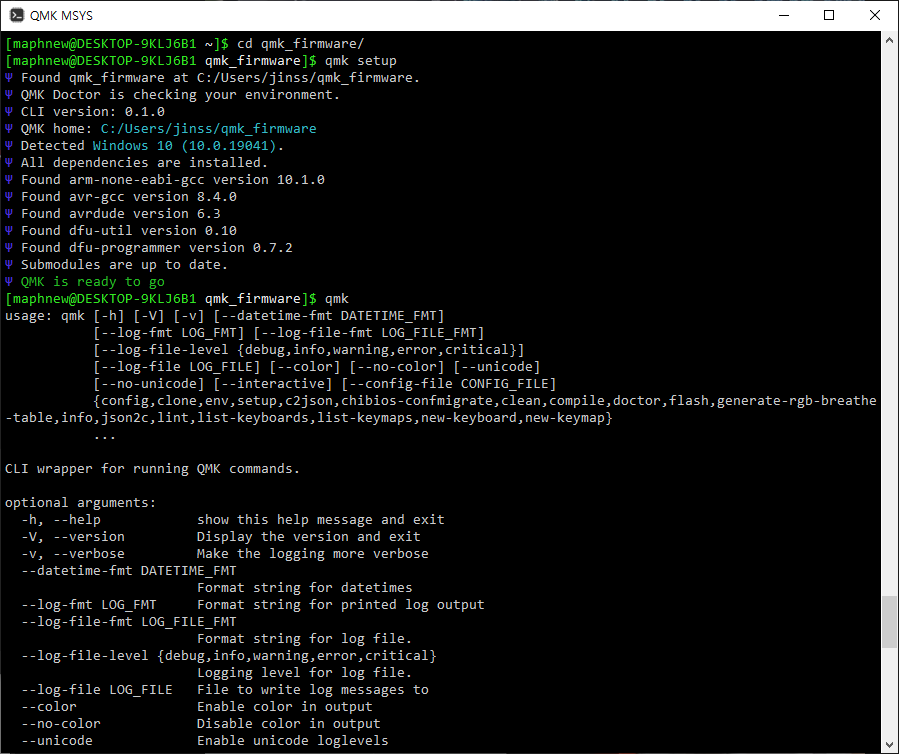 QMK MSYS
[maphnew@DESKTOP-9KLJ6B1 ~]$ cd qmk_firmware/
[maphnew@DESKTOP-9KLJ6B1 qmk_firmware]$ qmk setup
Ψ Found qmk_firmware at C:/Users/jinss/qmk_firmware.
Ψ QMK Doctor is checking your environment.
Ψ CLI version: 0.1.0
Ψ QMK home: C:/Users/jinss/qmk_firmware
Ψ Detected Windows 10 (10.0.19041).
Ψ All dependencies are installed.
Ψ Found arm-none-eabi-gcc version 10.1.0
Ψ Found avr-gcc version 8.4.0
Ψ Found avrdude version 6.3
Ψ Found dfu-util version 0.10
Ψ Found dfu-programmer version 0.7.2
Ψ Submodules are up to date.
Ψ QMK is ready to go
[maphnew@DESKTOP-9KLJ6B1 qmk_firmware]$ qmk
usage: qmk [-h] [-V] [-v] [--datetime-fmt DATETIME_FMT]
           [--log-fmt LOG_FMT] [--log-file-fmt LOG_FILE_FMT]
           [--log-file-level {debug,info,warning,error,critical}]
           [--log-file LOG_FILE] [--color] [--no-color] [--unicode]
           [--no-unicode] [--interactive] [--config-file CONFIG_FILE]
           {config,clone,env,setup,c2json,chibios-confmigrate,clean,compile,doctor,flash,generate-rgb-breathe
-table,info,json2c,lint,list-keyboards,list-keymaps,new-keyboard,new-keymap}
           ...
CLI wrapper for running QMK commands.
optional arguments:
  -h, --help            show this help message and exit
  -V, --version         Display the version and exit
  -v, --verbose         Make the logging more verbose
  --datetime-fmt DATETIME_FMT
                        Format string for datetimes
  --log-fmt LOG_FMT     Format string for printed log output
  --log-file-fmt LOG_FILE_FMT
                        Format string for log file.
  --log-file-level {debug,info,warning,error,critical}
                        Logging level for log file.
  --log-file LOG_FILE   File to write log messages to
  --color               Enable color in output
  --no-color            Disable color in output
  --unicode             Enable unicode loglevels